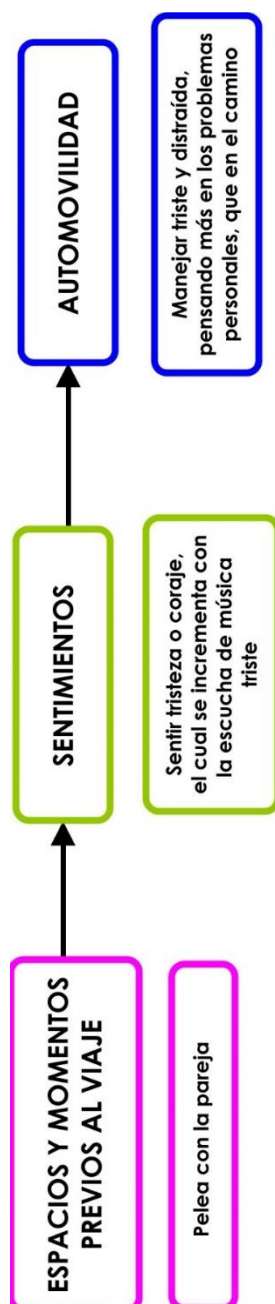 ESPACIOS Y MOMENTOS
PREVIOS AL VIAJE
SENTIMIENTOS
AUTOMOVILIDAD
Pelea con la pareja
Sentir tristeza o coraje,
el cual se incrementa con
la escucha de música
triste
Manejar triste y distraída,
pensando más en los problemas
personales, que en el camino